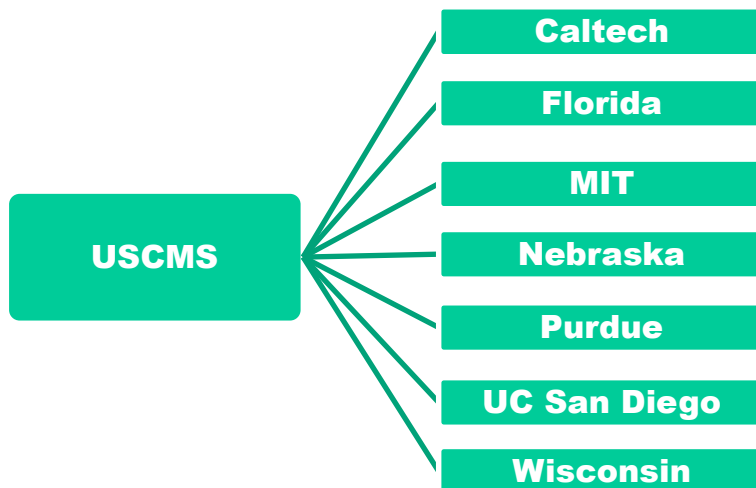 USCMS
Caltech
Florida
MIT
Nebraska
Purdue
UC San Diego
Wisconsin